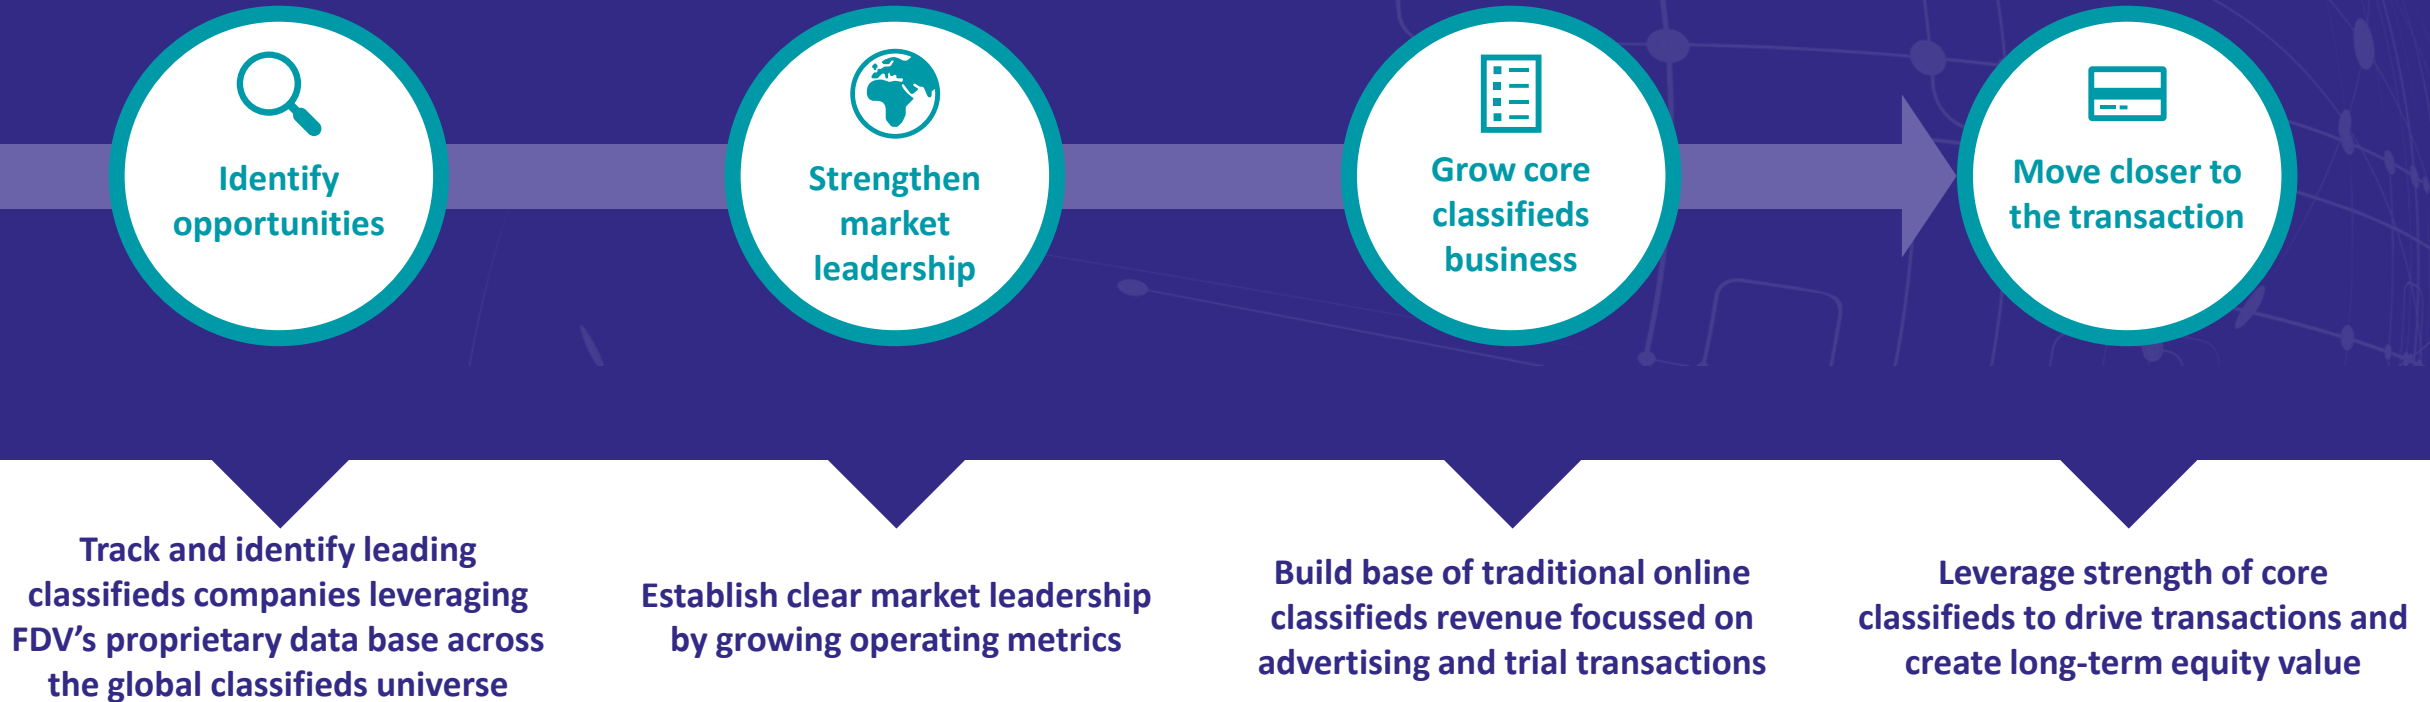 Identify
opportunities
Strengthen
market
leadership
Grow core
classifieds
business
Move closer to
the transaction
Track and identify leading
classifieds companies leveraging
FDV’s proprietary data base across
the global classifieds universe
Establish clear market leadership
by growing operating metrics
Build base of traditional online
classifieds revenue focussed on
advertising and trial transactions
Leverage strength of core
classifieds to drive transactions and
create long-term equity value